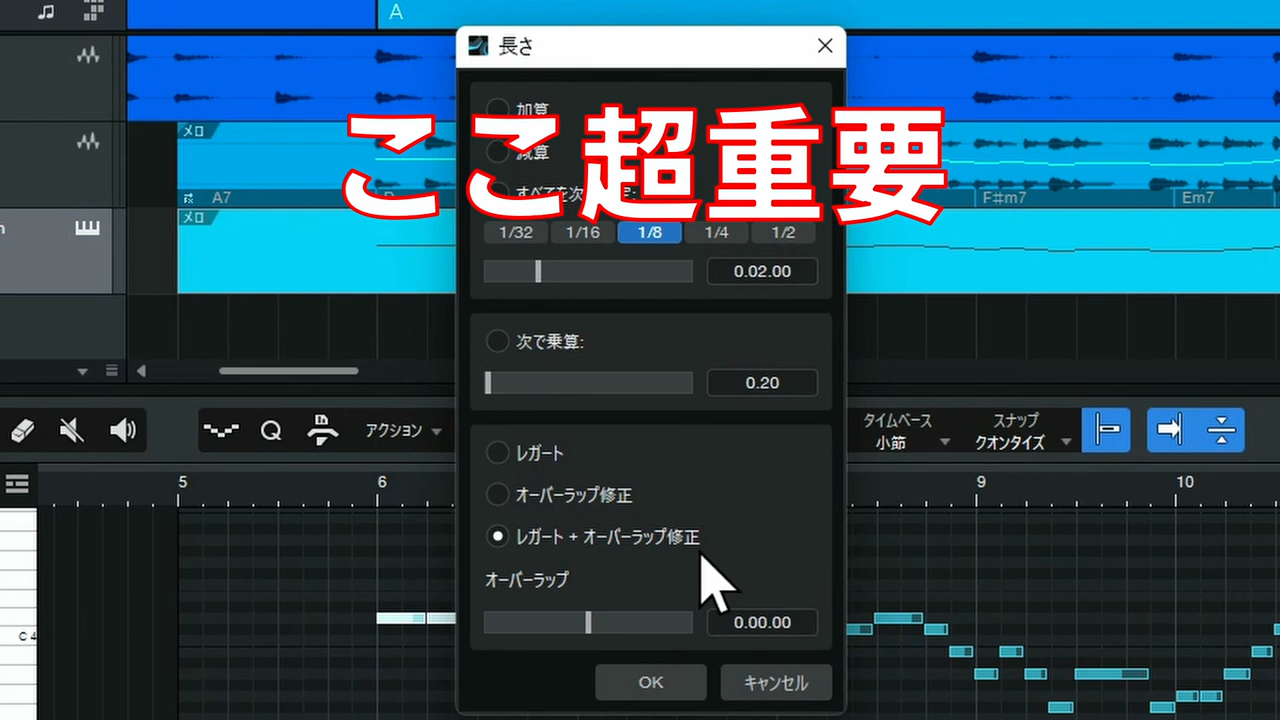 A
長さ
加算
減算
ここ超重要
メロ
A7
F#m7
Em7
メロ
1/32
1/16
1/8
1/4
1/2
0.02.00
次で乗算:
0.20
Q
アクション
タイムベース
小節
スナップ
クオンタイズ
レガート
オーバーラップ修正
レガート + オーバーラップ修正
オーバーラップ
0.00.00
5
6
9
10
C 4
OK
キャンセル